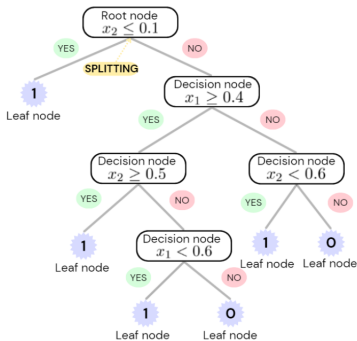 Root node
x₂ ≤ 0.1
YES
NO
SPLITTING
1
Leaf node
Decision node
x₁ ≥ 0.4
YES
NO
Decision node
x₂ ≥ 0.5
Decision node
x₂ < 0.6
YES
NO
YES
NO
1
Leaf node
Decision node
x₁ < 0.6
1
Leaf node
0
Leaf node
YES
NO
1
Leaf node
0
Leaf node